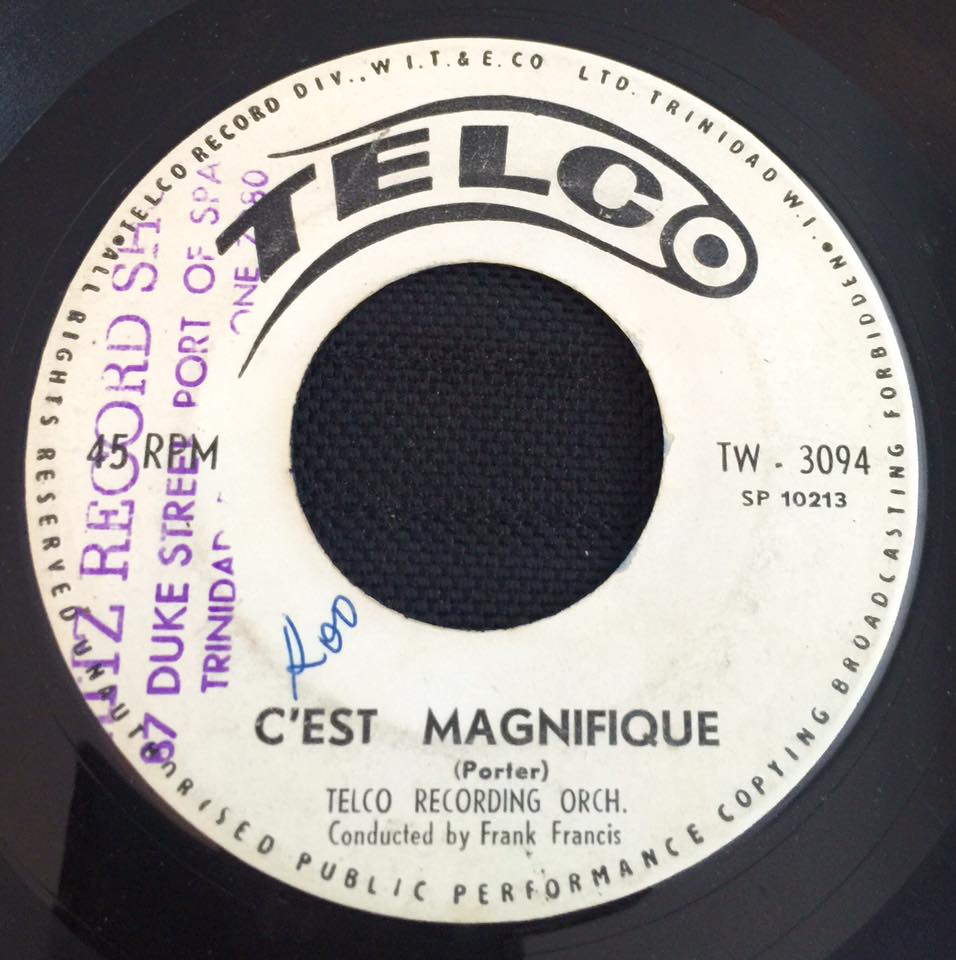 TELCO RECORD DIV., W I.T. & E. CO LTD. TRINIDAD W.I. •
TELCO
45 RPM
TW - 3094
SP 10213
C'EST MAGNIFIQUE
(Porter)
TELCO RECORDING ORCH.
Conducted by Frank Francis
ALL RIGHTS RESERVED UNAUTHORISED PUBLIC PERFORMANCE COPYING BROADCASTING FORBIDDEN. •
RECORD
87 DUKE STREET PORT OF
TRINIDAD